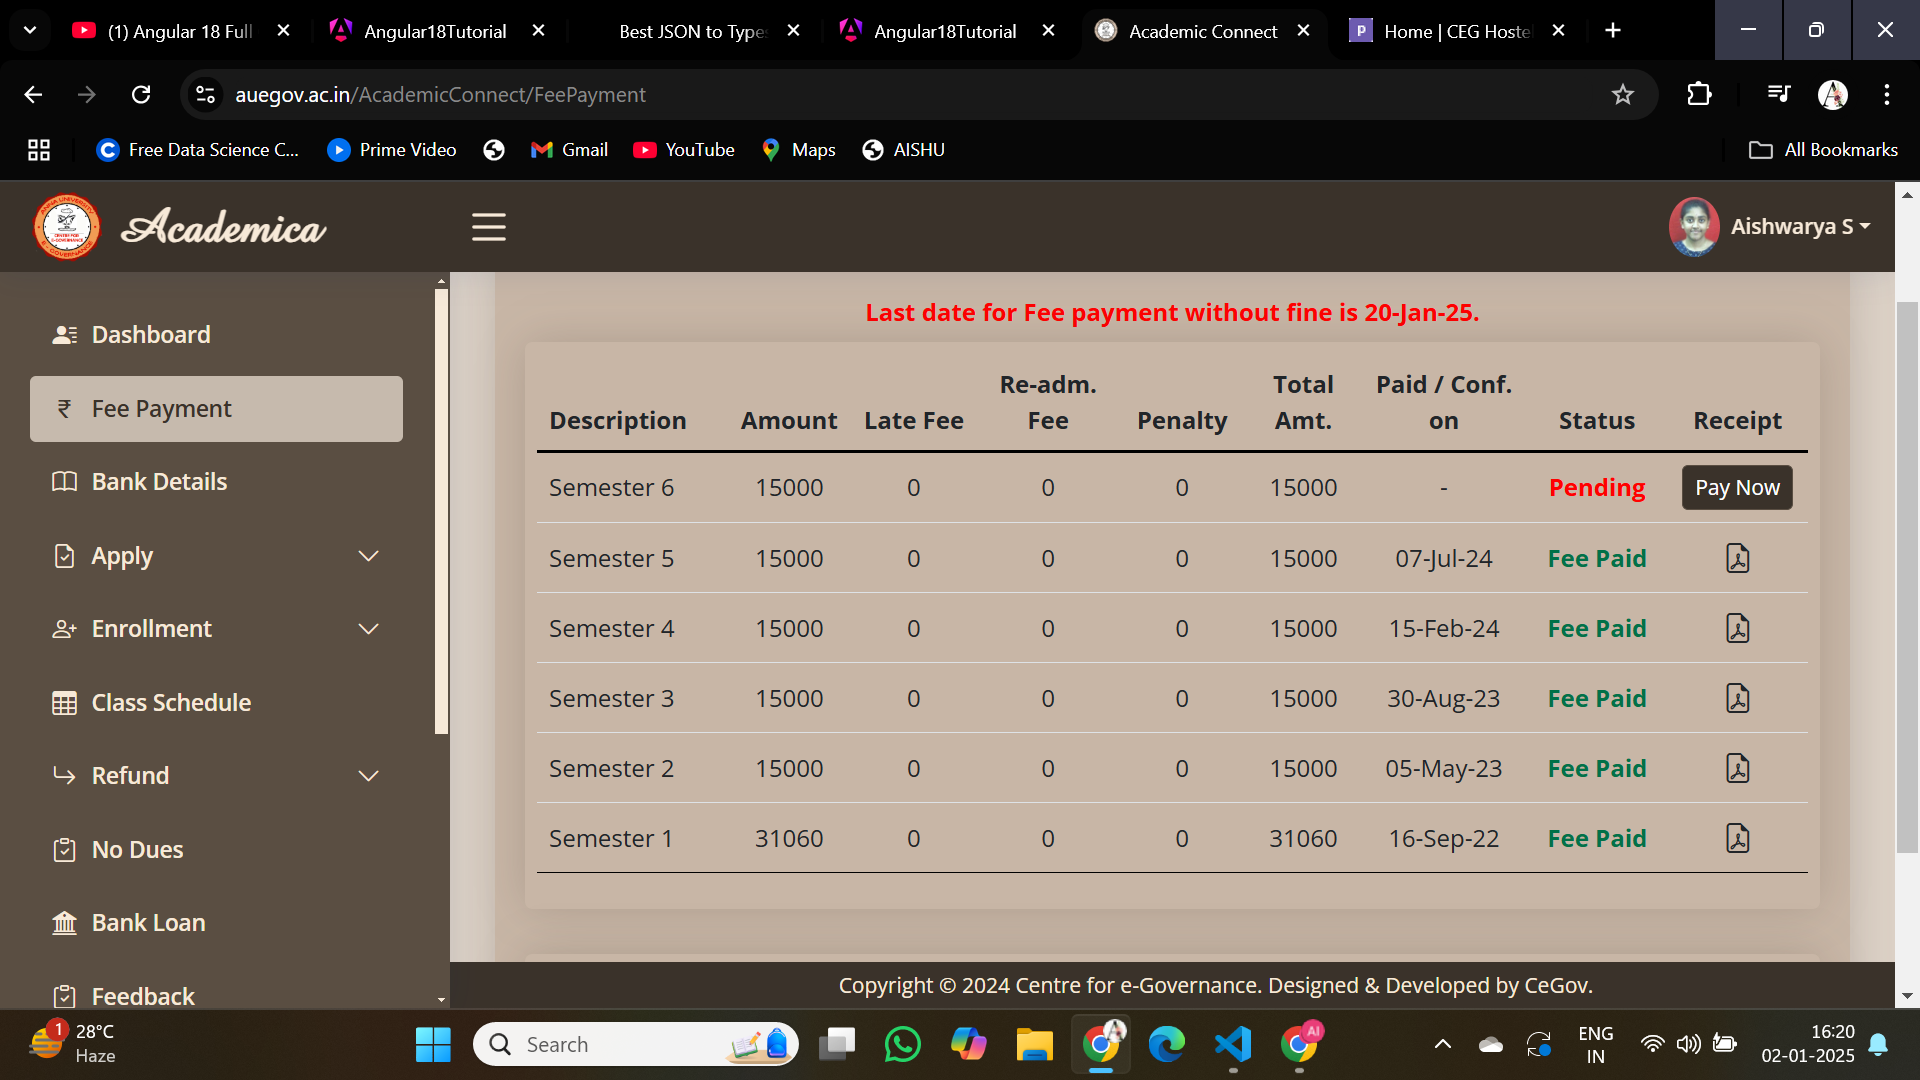 (1) Angular 18 Full
Angular18Tutorial
Best JSON to Type
Angular18Tutorial
Academic Connect
P
Home | CEG Hostel
auegov.ac.in/AcademicConnect/FeePayment
Free Data Science C...
Prime Video
Gmail
YouTube
Maps
AISHU
All Bookmarks
Academica
Aishwarya S
Dashboard
₹ Fee Payment
Bank Details
Apply
Enrollment
Class Schedule
Refund
No Dues
Bank Loan
Feedback
Last date for Fee payment without fine is 20-Jan-25.
Description Amount Late Fee Re-adm. Fee Penalty Total Amt. Paid / Conf. on Status Receipt
Semester 6 15000 0 0 0 15000 - Pending Pay Now
Semester 5 15000 0 0 0 15000 07-Jul-24 Fee Paid
Semester 4 15000 0 0 0 15000 15-Feb-24 Fee Paid
Semester 3 15000 0 0 0 15000 30-Aug-23 Fee Paid
Semester 2 15000 0 0 0 15000 05-May-23 Fee Paid
Semester 1 31060 0 0 0 31060 16-Sep-22 Fee Paid
Copyright © 2024 Centre for e-Governance. Designed & Developed by CeGov.
1
28°C
Haze
Search
AI
ENG
IN
16:20
02-01-2025